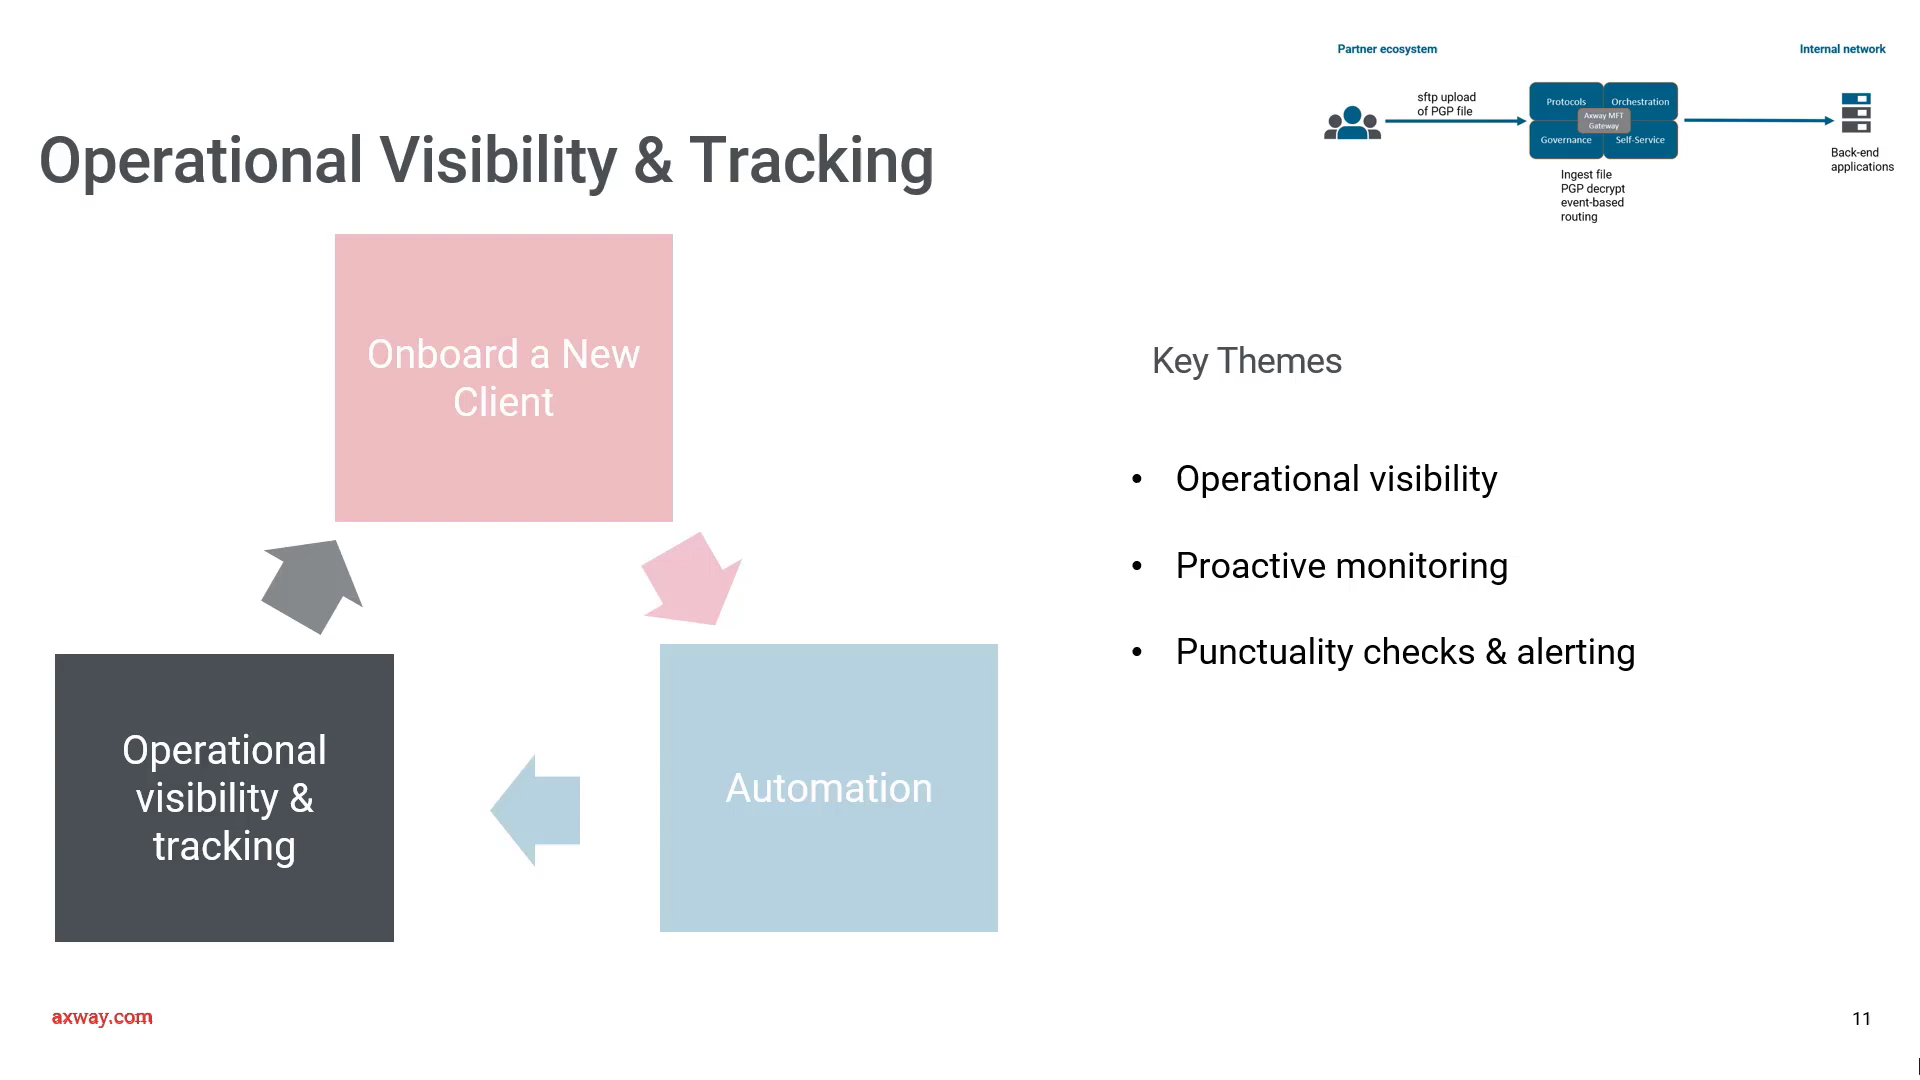 Partner ecosystem
Internal network
sftp upload
of PGP file
Protocols
Orchestration
Axway MFT
Gateway
Governance
Self-Service
Back-end
applications
Ingest file
PGP decrypt
event-based
routing
Operational Visibility & Tracking
Onboard a New
Client
Automation
Operational
visibility &
tracking
Key Themes
• Operational visibility
• Proactive monitoring
• Punctuality checks & alerting
axway.com
11